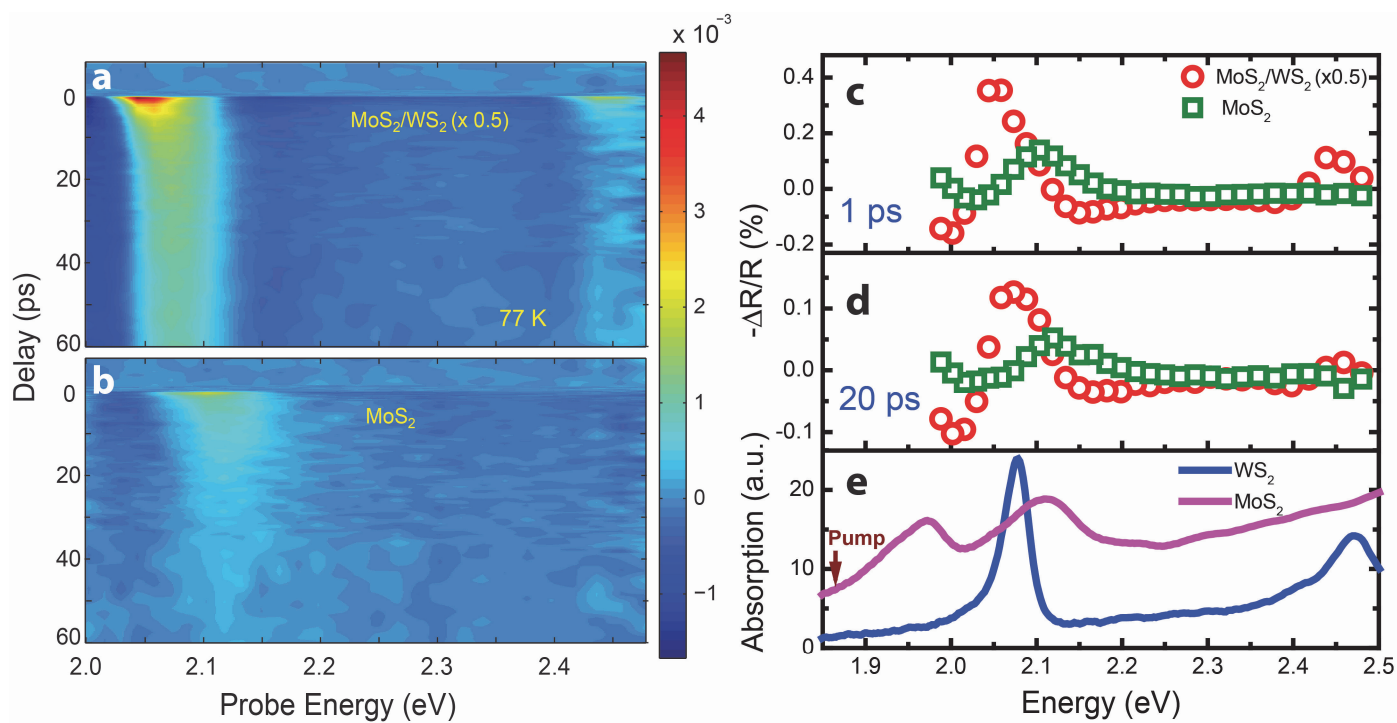 x 10⁻³
a
MoS₂/WS₂ (x 0.5)
77 K
0
20
40
60
b
MoS₂
0
20
40
60
Delay (ps)
2.0 2.1 2.2 2.3 2.4
Probe Energy (eV)
4
3
2
1
0
−1
c
MoS₂/WS₂ (x0.5)
MoS₂
1 ps
0.4
0.2
0.0
-0.2
-ΔR/R (%)
d
20 ps
0.1
0.0
-0.1
e
WS₂
MoS₂
Pump
20
10
0
Absorption (a.u.)
1.9 2.0 2.1 2.2 2.3 2.4 2.5
Energy (eV)